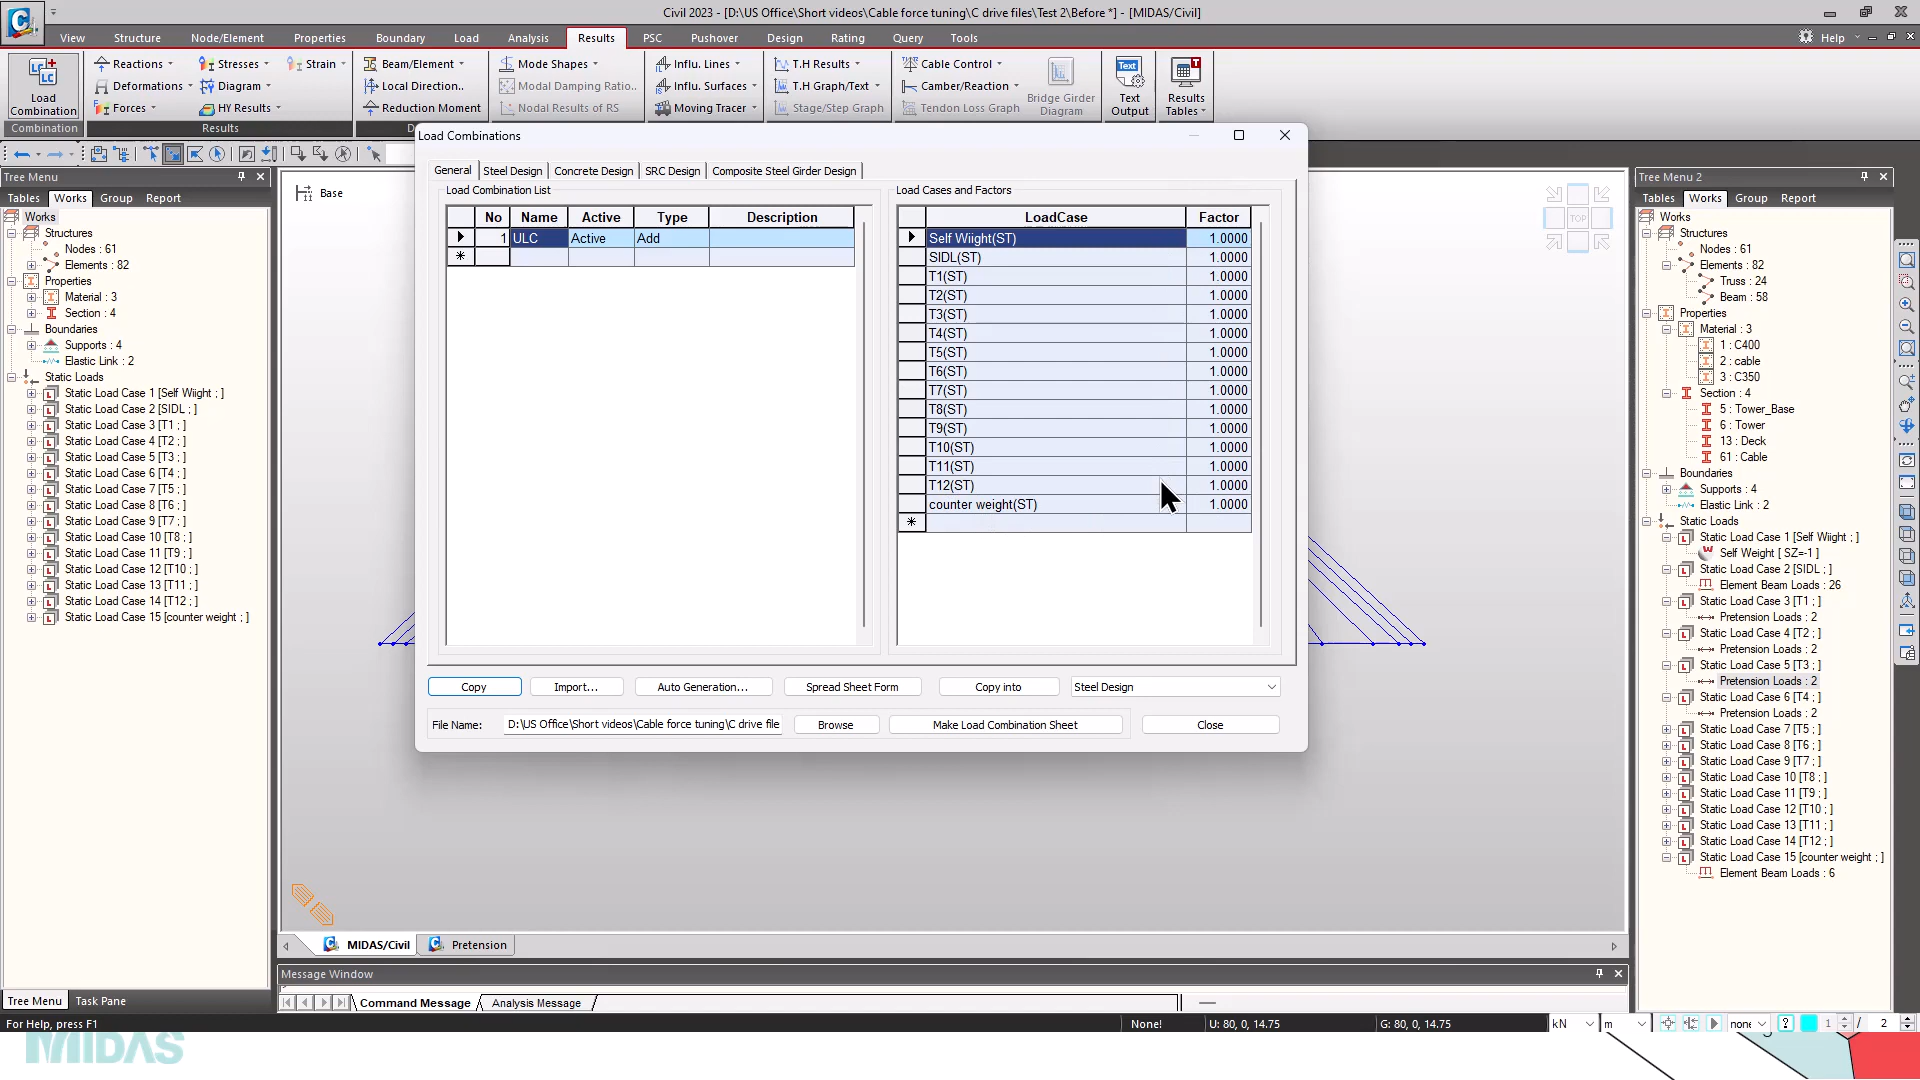 Civil 2023 - [D:\US Office\Short videos\Cable force tuning\C drive files\Test 2\Before *] - [MIDAS/Civil]
View Structure Node/Element Properties Boundary Load Analysis Results PSC Pushover Design Rating Query Tools Help
Load Combination
Reactions
Deformations
Forces
Stresses
Diagram
HY Results
Strain
Beam/Element
Local Direction..
Reduction Moment
Mode Shapes
Modal Damping Ratio..
Nodal Results of RS
Influ. Lines
Influ. Surfaces
Moving Tracer
T.H Results
T.H Graph/Text
Stage/Step Graph
Cable Control
Camber/Reaction
Tendon Loss Graph
Bridge Girder Diagram
Text Output
Results Tables
Combination
Results
Tree Menu
Tables Works Group Report
Works
Structures
Nodes : 61
Elements : 82
Properties
Material : 3
Section : 4
Boundaries
Supports : 4
Elastic Link : 2
Static Loads
Static Load Case 1 [Self Wiight ; ]
Static Load Case 2 [SIDL ; ]
Static Load Case 3 [T1 ; ]
Static Load Case 4 [T2 ; ]
Static Load Case 5 [T3 ; ]
Static Load Case 6 [T4 ; ]
Static Load Case 7 [T5 ; ]
Static Load Case 8 [T6 ; ]
Static Load Case 9 [T7 ; ]
Static Load Case 10 [T8 ; ]
Static Load Case 11 [T9 ; ]
Static Load Case 12 [T10 ; ]
Static Load Case 13 [T11 ; ]
Static Load Case 14 [T12 ; ]
Static Load Case 15 [counter weight ; ]
Tree Menu Task Pane
Base
TOP
Load Combinations
General Steel Design Concrete Design SRC Design Composite Steel Girder Design
Load Combination List
No Name Active Type Description
1 ULC Active Add
*
Load Cases and Factors
LoadCase Factor
Self Wiight(ST) 1.0000
SIDL(ST) 1.0000
T1(ST) 1.0000
T2(ST) 1.0000
T3(ST) 1.0000
T4(ST) 1.0000
T5(ST) 1.0000
T6(ST) 1.0000
T7(ST) 1.0000
T8(ST) 1.0000
T9(ST) 1.0000
T10(ST) 1.0000
T11(ST) 1.0000
T12(ST) 1.0000
counter weight(ST) 1.0000
*
Copy Import... Auto Generation... Spread Sheet Form Copy into Steel Design
File Name: D:\US Office\Short videos\Cable force tuning\C drive file Browse Make Load Combination Sheet Close
MIDAS/Civil Pretension
Message Window
Command Message Analysis Message
Tree Menu 2
Tables Works Group Report
Works
Structures
Nodes : 61
Elements : 82
Truss : 24
Beam : 58
Properties
Material : 3
1 : C400
2 : cable
3 : C350
Section : 4
5 : Tower_Base
6 : Tower
13 : Deck
61 : Cable
Boundaries
Supports : 4
Elastic Link : 2
Static Loads
Static Load Case 1 [Self Wiight ; ]
Self Weight [ SZ=-1 ]
Static Load Case 2 [SIDL ; ]
Element Beam Loads : 26
Static Load Case 3 [T1 ; ]
Pretension Loads : 2
Static Load Case 4 [T2 ; ]
Pretension Loads : 2
Static Load Case 5 [T3 ; ]
Pretension Loads : 2
Static Load Case 6 [T4 ; ]
Pretension Loads : 2
Static Load Case 7 [T5 ; ]
Static Load Case 8 [T6 ; ]
Static Load Case 9 [T7 ; ]
Static Load Case 10 [T8 ; ]
Static Load Case 11 [T9 ; ]
Static Load Case 12 [T10 ; ]
Static Load Case 13 [T11 ; ]
Static Load Case 14 [T12 ; ]
Static Load Case 15 [counter weight ; ]
Element Beam Loads : 6
For Help, press F1 None! U: 80, 0, 14.75 G: 80, 0, 14.75 kN m none ? 1 / 2
MIDAS